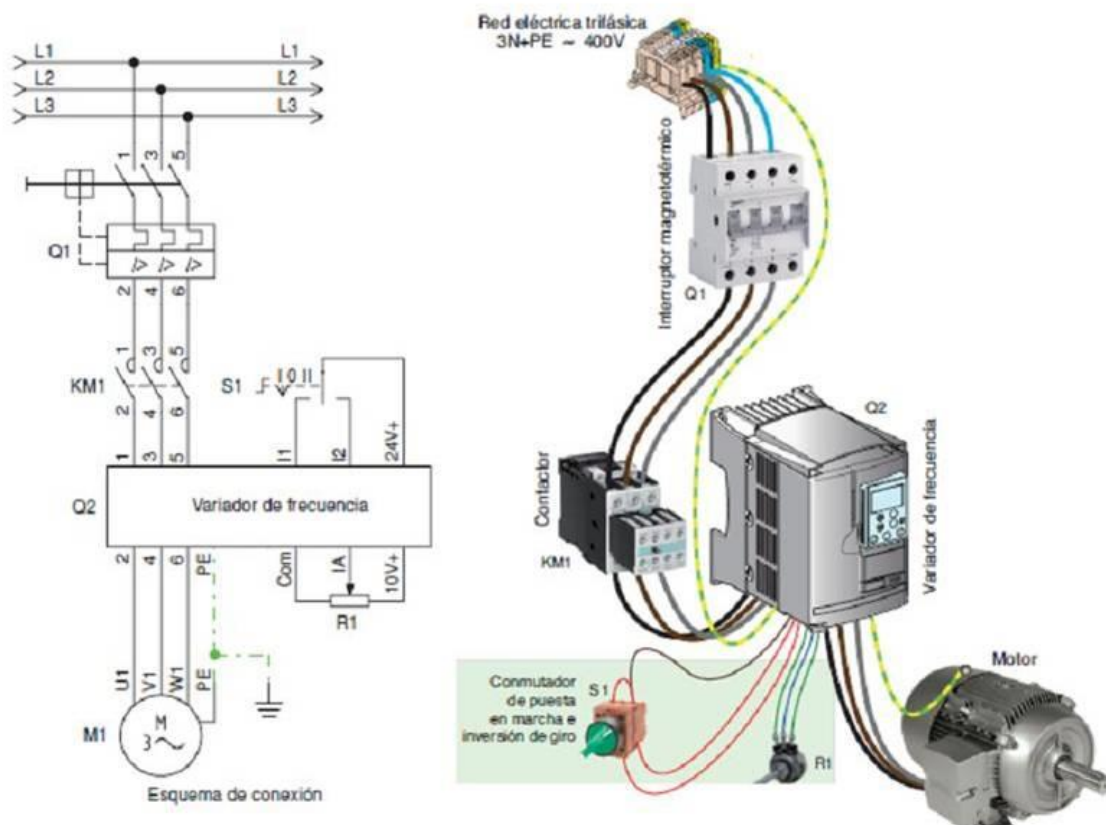 L1
L1
L2
L2
L3
L3
1
3
5
Q1
2
4
6
1
3
5
KM1
2
4
6
S1
I 0 II
1
3
5
I1
I2
24V+
Q2
Variador de frecuencia
2
4
6
PE
Com
IA
10V+
R1
U1
V1
W1
PE
M1
M
3
Esquema de conexión
Red eléctrica trifásica
3N+PE ~ 400V
Interruptor magnetotérmico
Q1
Contactor
KM1
Q2
Variador de frecuencia
Conmutador
de puesta
en marcha e
inversión de giro
S1
R1
Motor